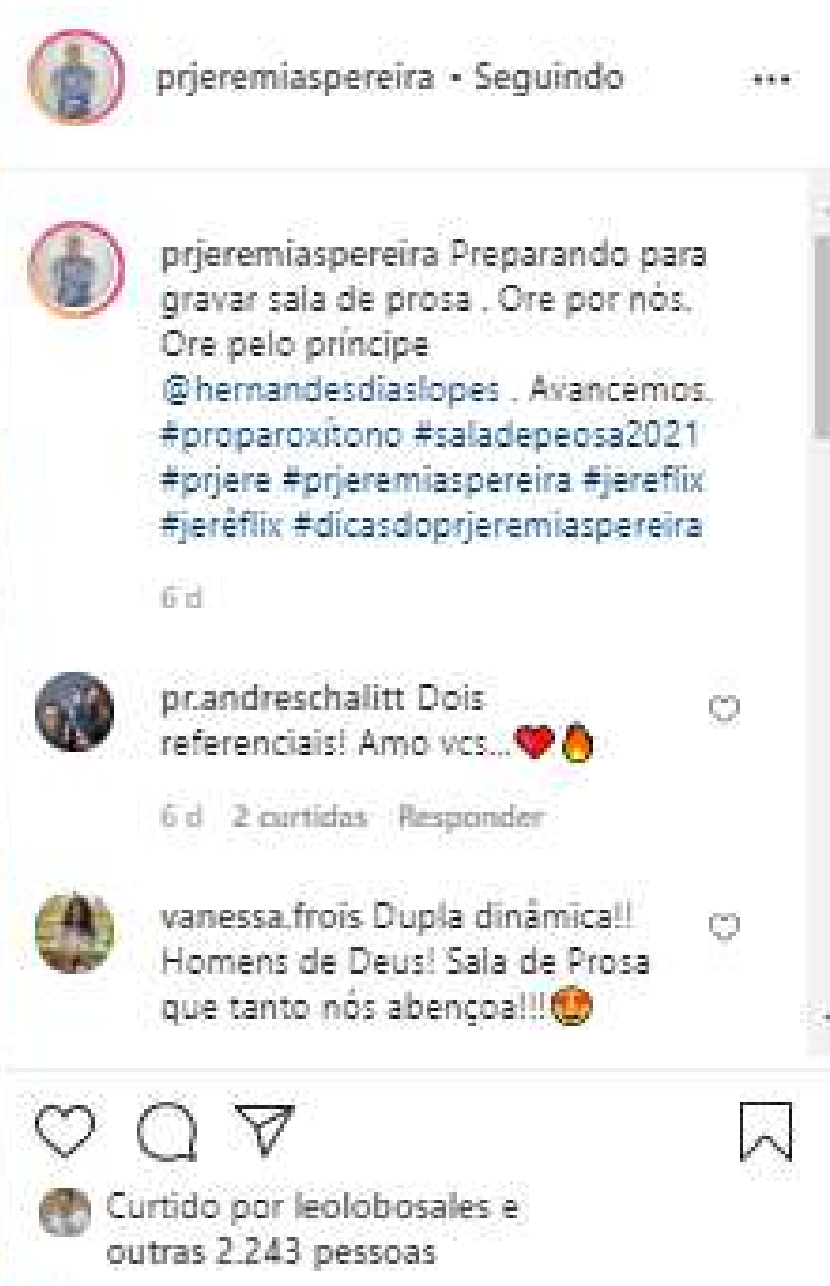 prjeremiaspereira • Seguindo
prjeremiaspereira Preparando para
gravar sala de prosa . Ore por nós.
Ore pelo príncipe
@hernandesdiaslopes . Avancemos.
#proparoxítono #saladepeosa2021
#prjere #prjeremiaspereira #jereflix
#jeréflix #dicasdoprjeremiaspereira
6 d
pr.andreschalitt Dois
referenciais! Amo vcs...❤️🔥
6 d 2 curtidas Responder
vanessa.frois Dupla dinâmica!!
Homens de Deus! Sala de Prosa
que tanto nós abençoa!!!
Curtido por leolobosales e
outras 2.243 pessoas